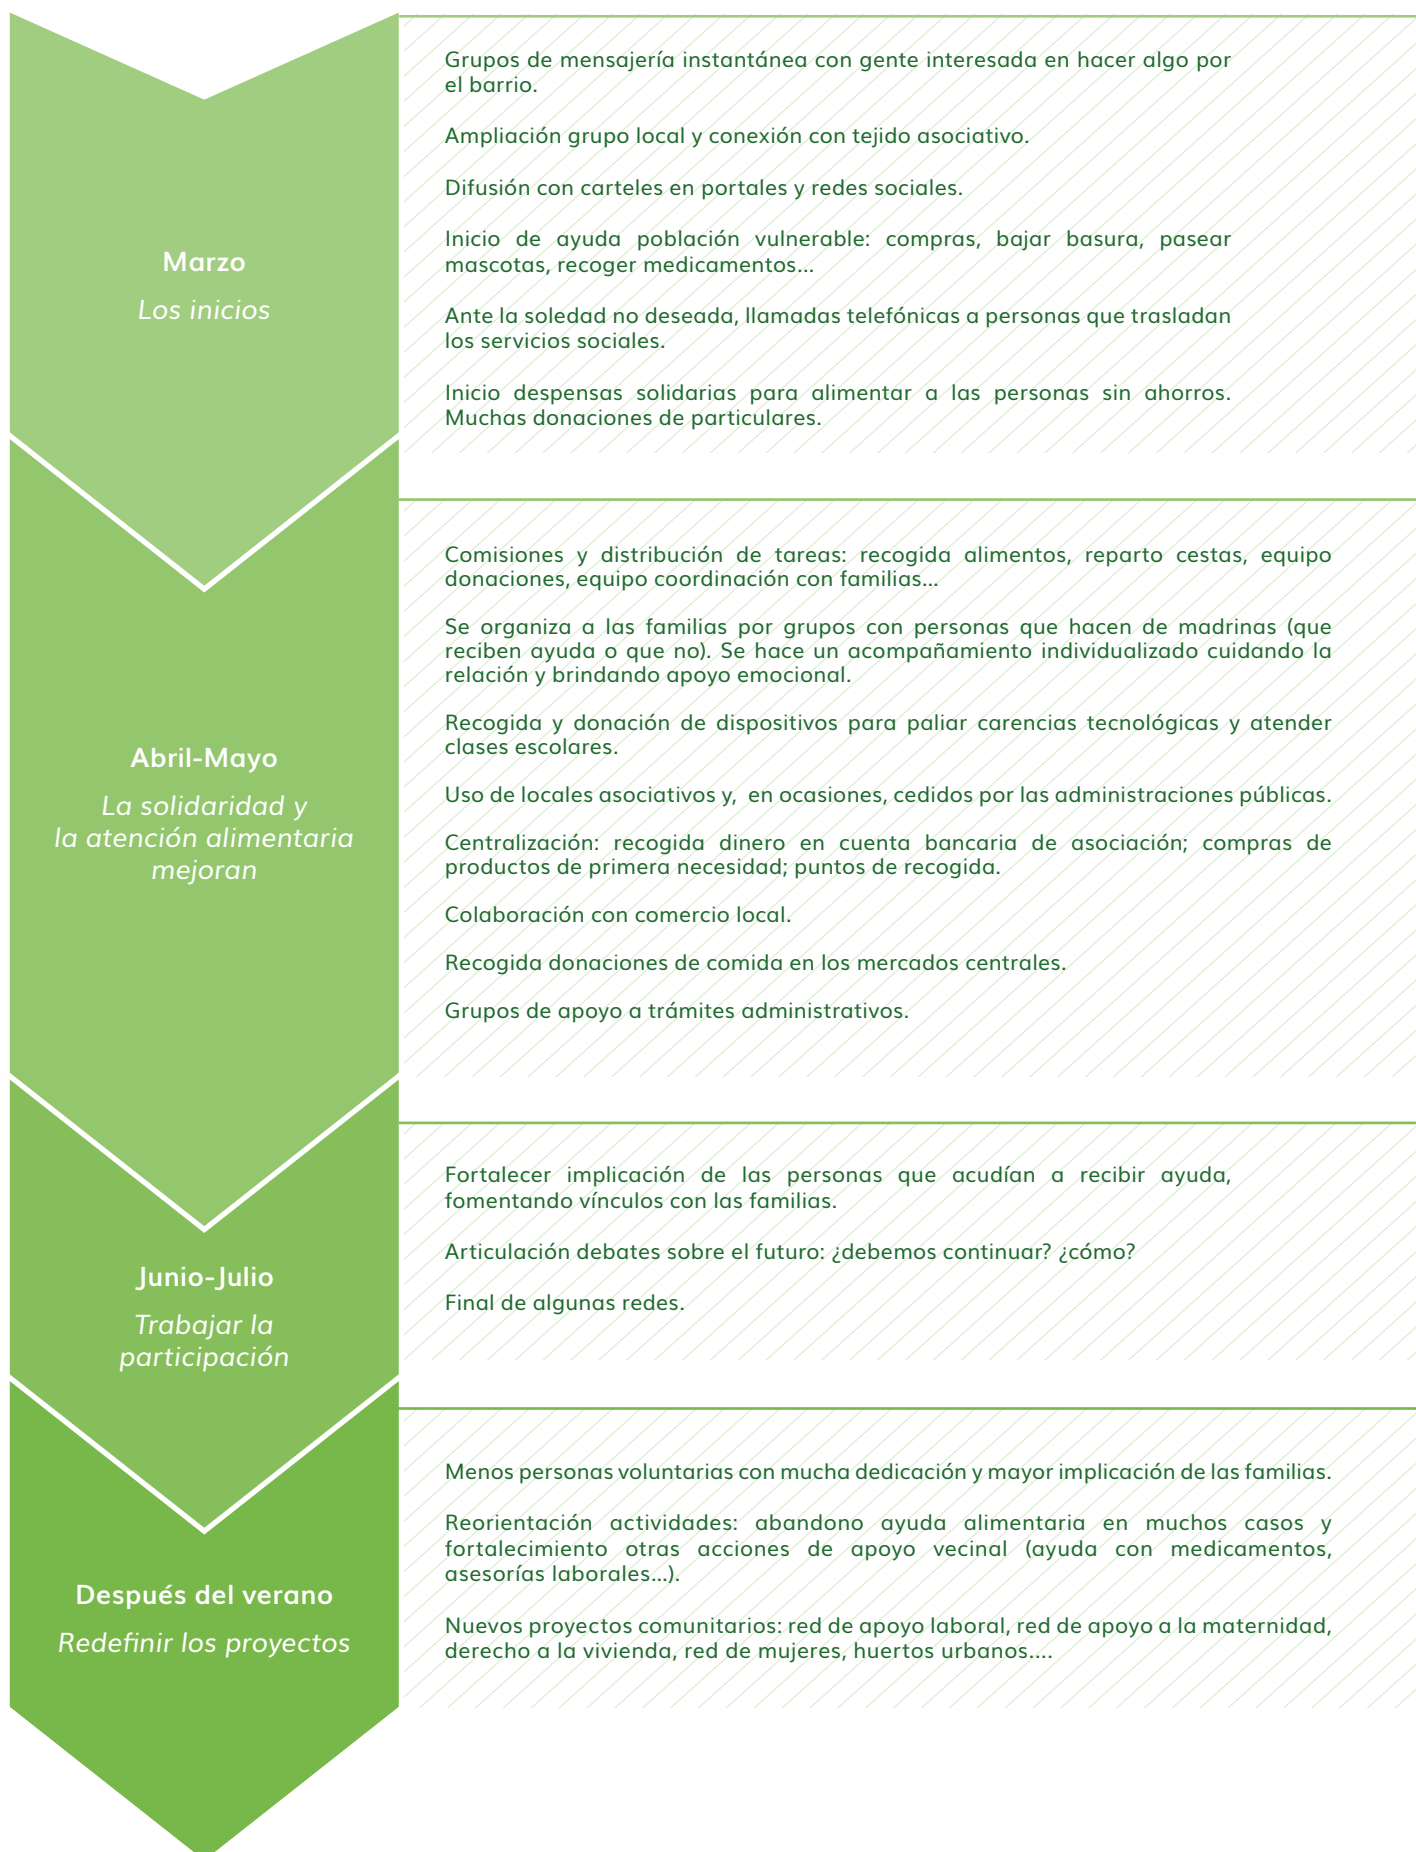 Marzo
Los inicios
Grupos de mensajería instantánea con gente interesada en hacer algo por
el barrio.
Ampliación grupo local y conexión con tejido asociativo.
Difusión con carteles en portales y redes sociales.
Inicio de ayuda población vulnerable: compras, bajar basura, pasear
mascotas, recoger medicamentos...
Ante la soledad no deseada, llamadas telefónicas a personas que trasladan
los servicios sociales.
Inicio despensas solidarias para alimentar a las personas sin ahorros.
Muchas donaciones de particulares.
Abril-Mayo
La solidaridad y
la atención alimentaria
mejoran
Comisiones y distribución de tareas: recogida alimentos, reparto cestas, equipo
donaciones, equipo coordinación con familias...
Se organiza a las familias por grupos con personas que hacen de madrinas (que
reciben ayuda o que no). Se hace un acompañamiento individualizado cuidando la
relación y brindando apoyo emocional.
Recogida y donación de dispositivos para paliar carencias tecnológicas y atender
clases escolares.
Uso de locales asociativos y, en ocasiones, cedidos por las administraciones públicas.
Centralización: recogida dinero en cuenta bancaria de asociación; compras de
productos de primera necesidad; puntos de recogida.
Colaboración con comercio local.
Recogida donaciones de comida en los mercados centrales.
Grupos de apoyo a trámites administrativos.
Junio-Julio
Trabajar la
participación
Fortalecer implicación de las personas que acudían a recibir ayuda,
fomentando vínculos con las familias.
Articulación debates sobre el futuro: ¿debemos continuar? ¿cómo?
Final de algunas redes.
Después del verano
Redefinir los proyectos
Menos personas voluntarias con mucha dedicación y mayor implicación de las familias.
Reorientación actividades: abandono ayuda alimentaria en muchos casos y
fortalecimiento otras acciones de apoyo vecinal (ayuda con medicamentos,
asesorías laborales...).
Nuevos proyectos comunitarios: red de apoyo laboral, red de apoyo a la maternidad,
derecho a la vivienda, red de mujeres, huertos urbanos....